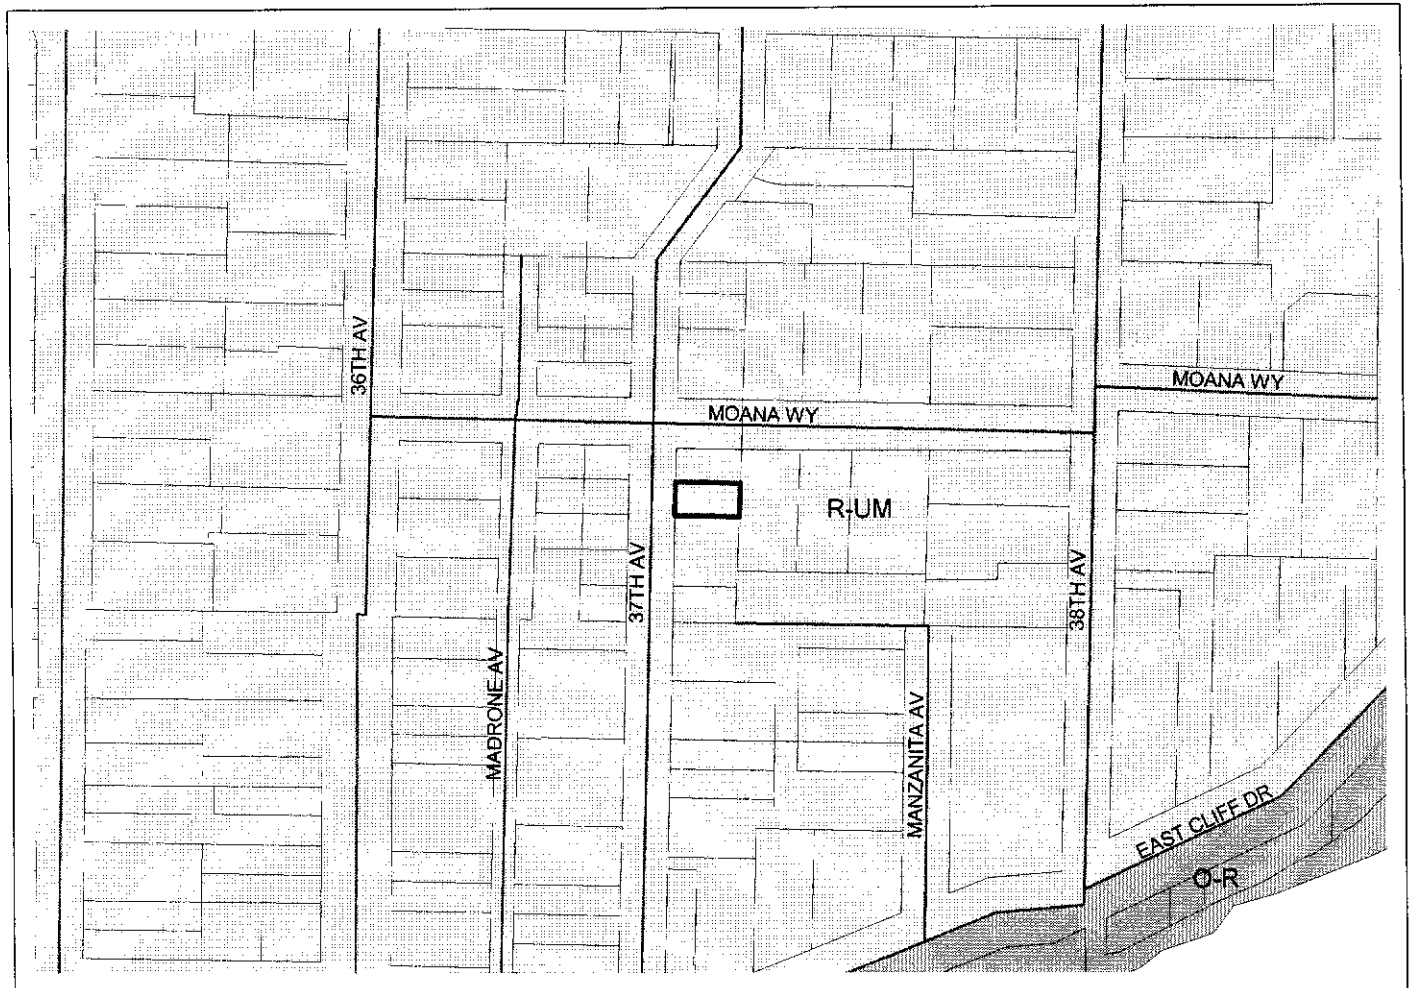 36TH AV
MOANA WY
MOANA WY
R-UM
37TH AV
38TH AV
MADRONE AV
MANZANITA AV
EAST CLIFF DR
O-R